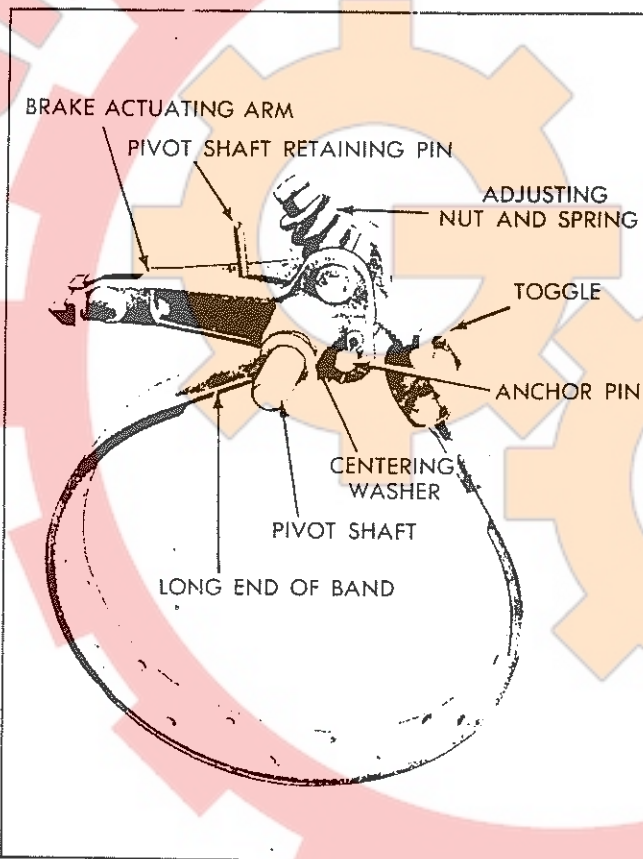 BRAKE ACTUATING ARM
PIVOT SHAFT RETAINING PIN
ADJUSTING
NUT AND SPRING
TOGGLE
ANCHOR PIN
CENTERING
WASHER
PIVOT SHAFT
LONG END OF BAND